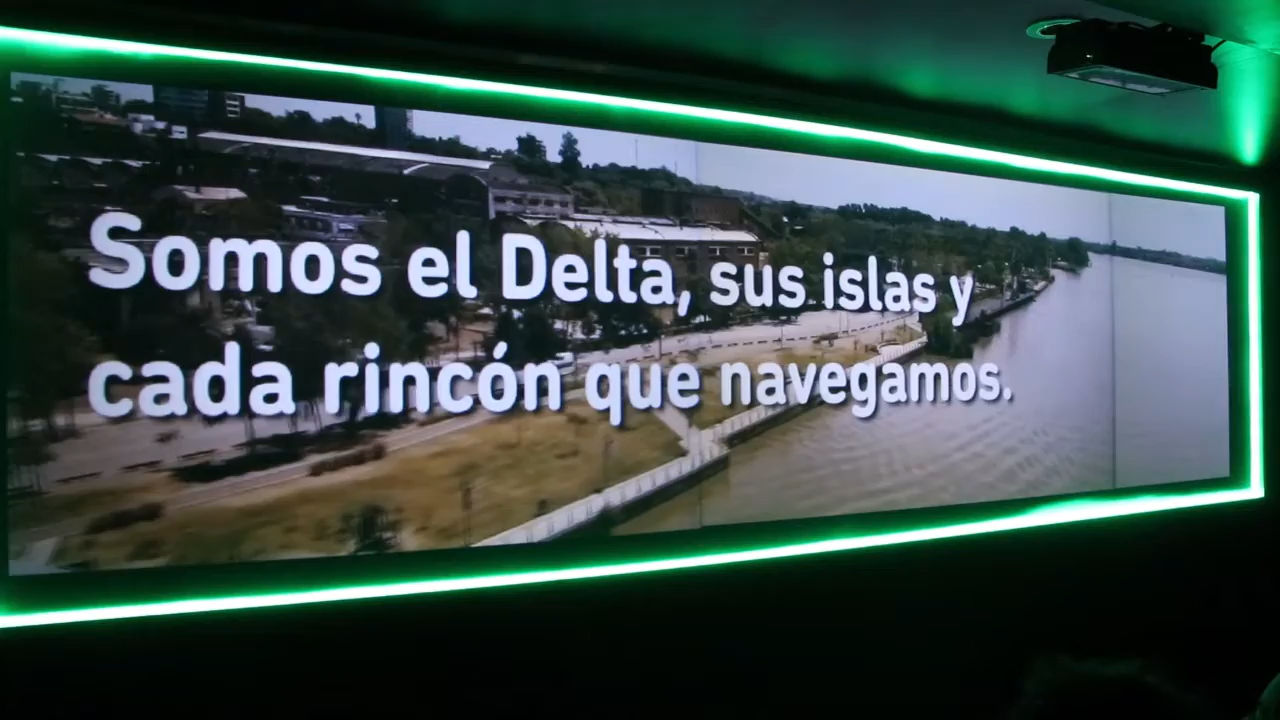 Somos el Delta, sus islas y
cada rincón que navegamos.